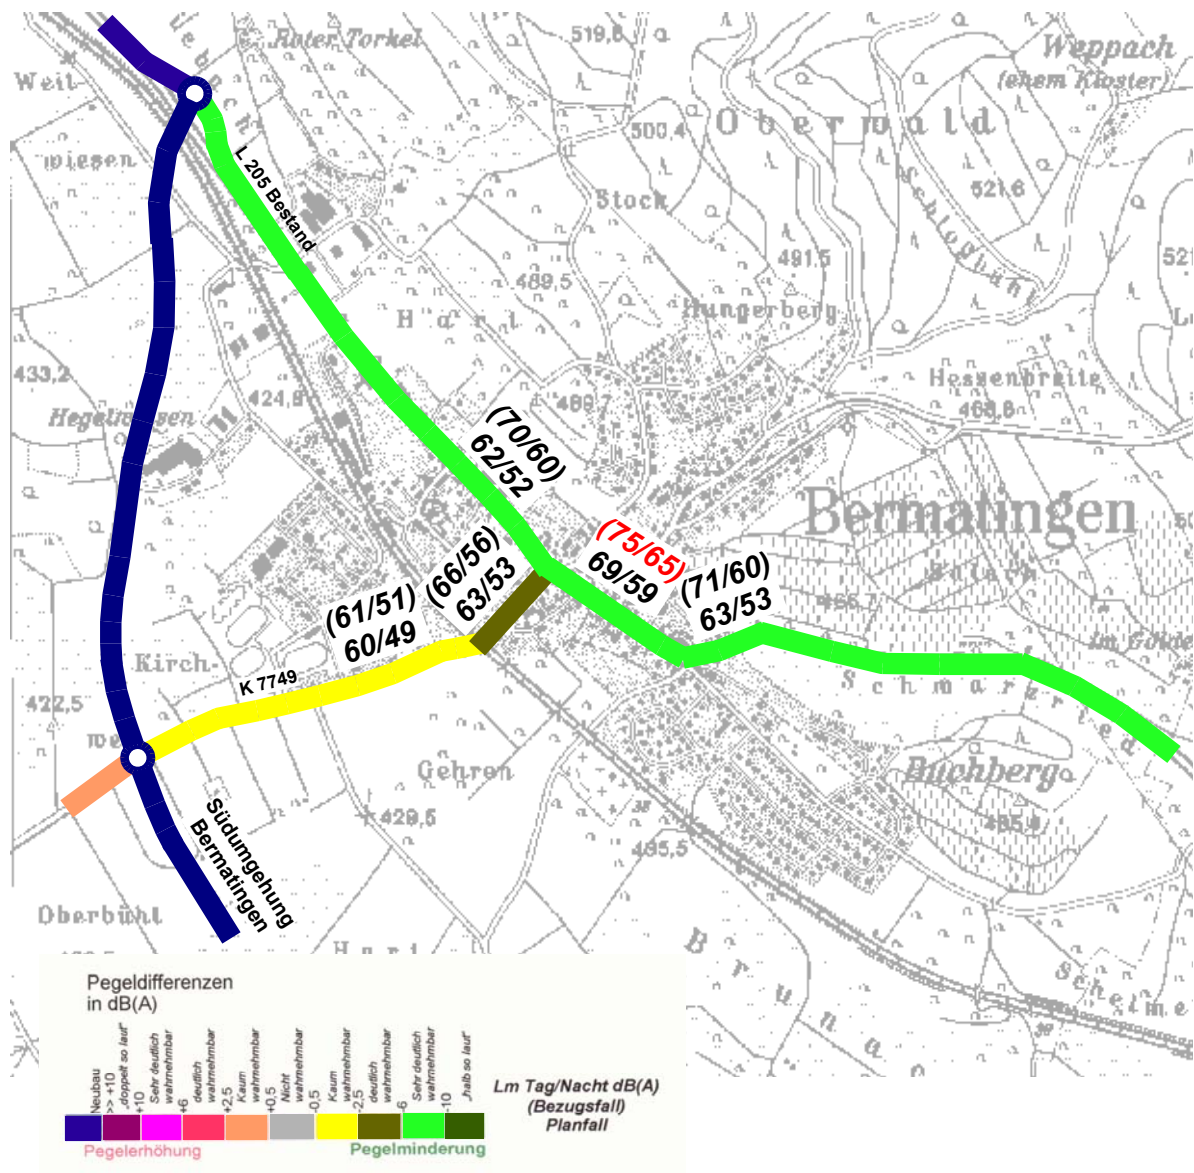 Roter Torkel
519,6
Weppach
(ehem Kloster)
Weil-
wiesen
Oberwald
500,4
L 205 Bestand
Stock
521,6
Schloßbühl
491,5
489,5
Hard
Hungerberg
433,2
424,9
Hessenbreite
Bermatingen
(70/60)
62/52
(75/65)
69/59
(66/56)
63/53
(71/60)
63/53
(61/51)
60/49
Kirch-
K 7749
422,5
Schmalzried
Gehren
Buchberg
429,5
435,5
Südumgehung
Bermatingen
Oberbühl
Pegeldifferenzen
in dB(A)
Neubau
>> +10
„doppelt so laut“
+10
Sehr deutlich
wahrnehmbar
+6
deutlich
wahrnehmbar
+2,5
Kaum
wahrnehmbar
+0,5
Nicht
wahrnehmbar
-0,5
Kaum
wahrnehmbar
-2,5
deutlich
wahrnehmbar
-6
Sehr deutlich
wahrnehmbar
-10
„halb so laut“
Pegelerhöhung
Pegelminderung
Lm Tag/Nacht dB(A)
(Bezugsfall)
Planfall